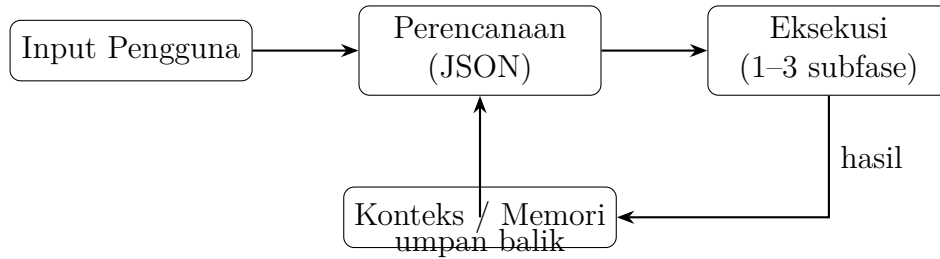 Input Pengguna
Perencanaan
(JSON)
Eksekusi
(1–3 subfase)
hasil
Konteks / Memori
umpan balik